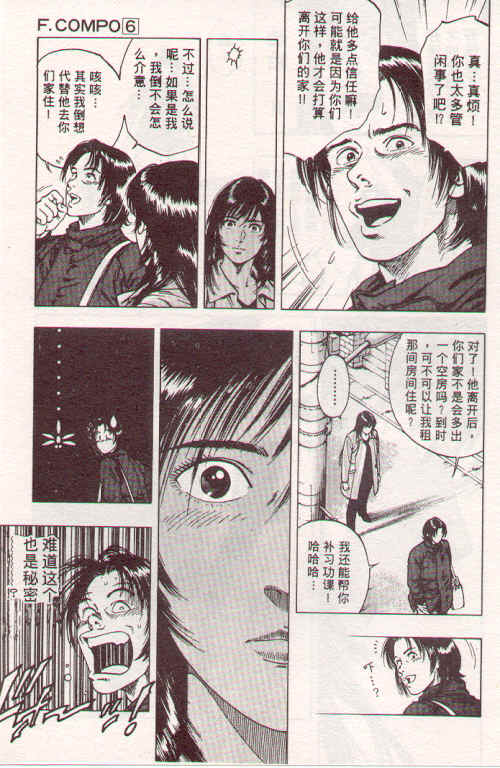 F. COMPO 6
真…真烦!
你也太多管
闲事了吧!?
给他多点信任嘛!
可能就是因为你们
这样,他才会打算
离开你们的家!!
不过…怎么说
呢…如果是我
,我倒不会怎
么介意…
咳咳…
其实我倒想
代替他去你
们家住!
对了!他离开后,
你们家不是会多出
一个空房吗?到时
,可不可以让我租
那间房间住呢?
………
我还能帮你
补习功课!
哈哈哈…
…
吓…?
……
难道这个
也是秘密
!?